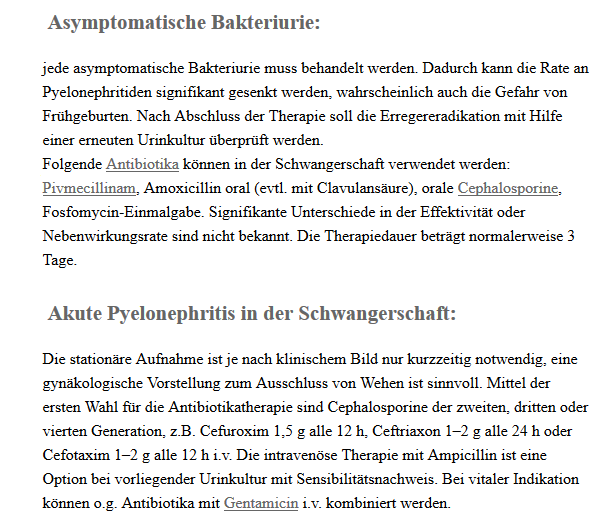 Asymptomatische Bakteriurie:
jede asymptomatische Bakteriurie muss behandelt werden. Dadurch kann die Rate an
Pyelonephritiden signifikant gesenkt werden, wahrscheinlich auch die Gefahr von
Frühgeburten. Nach Abschluss der Therapie soll die Erregereradikation mit Hilfe
einer erneuten Urinkultur überprüft werden.
Folgende Antibiotika können in der Schwangerschaft verwendet werden:
Pivmecillinam, Amoxicillin oral (evtl. mit Clavulansäure), orale Cephalosporine,
Fosfomycin-Einmalgabe. Signifikante Unterschiede in der Effektivität oder
Nebenwirkungsrate sind nicht bekannt. Die Therapiedauer beträgt normalerweise 3
Tage.
Akute Pyelonephritis in der Schwangerschaft:
Die stationäre Aufnahme ist je nach klinischem Bild nur kurzzeitig notwendig, eine
gynäkologische Vorstellung zum Ausschluss von Wehen ist sinnvoll. Mittel der
ersten Wahl für die Antibiotikatherapie sind Cephalosporine der zweiten, dritten oder
vierten Generation, z.B. Cefuroxim 1,5 g alle 12 h, Ceftriaxon 1–2 g alle 24 h oder
Cefotaxim 1–2 g alle 12 h i.v. Die intravenöse Therapie mit Ampicillin ist eine
Option bei vorliegender Urinkultur mit Sensibilitätsnachweis. Bei vitaler Indikation
können o.g. Antibiotika mit Gentamicin i.v. kombiniert werden.